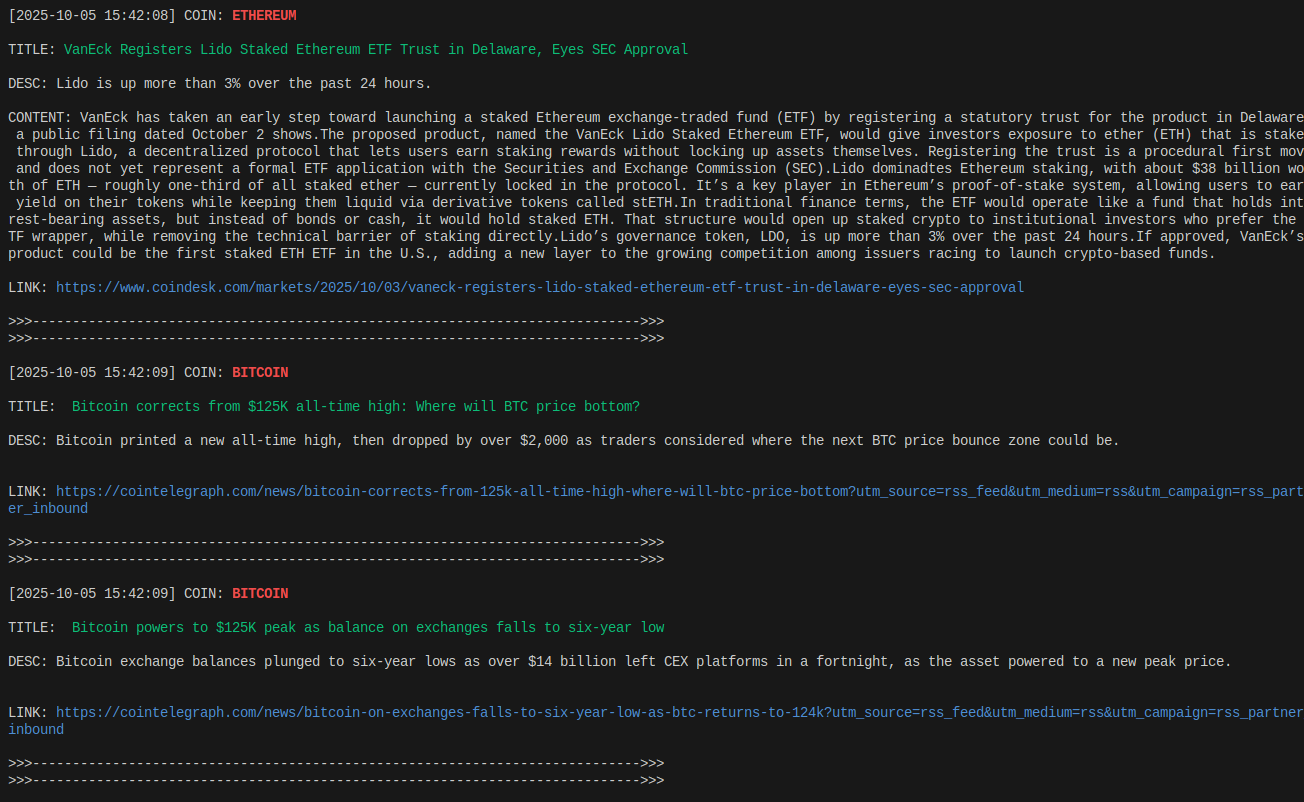 [2025-10-05 15:42:08] COIN: ETHEREUM
TITLE: VanEck Registers Lido Staked Ethereum ETF Trust in Delaware, Eyes SEC Approval
DESC: Lido is up more than 3% over the past 24 hours.
CONTENT: VanEck has taken an early step toward launching a staked Ethereum exchange-traded fund (ETF) by registering a statutory trust for the product in Delaware
a public filing dated October 2 shows.The proposed product, named the VanEck Lido Staked Ethereum ETF, would give investors exposure to ether (ETH) that is stake
through Lido, a decentralized protocol that lets users earn staking rewards without locking up assets themselves. Registering the trust is a procedural first mov
and does not yet represent a formal ETF application with the Securities and Exchange Commission (SEC).Lido dominadtes Ethereum staking, with about $38 billion wo
th of ETH — roughly one-third of all staked ether — currently locked in the protocol. It’s a key player in Ethereum’s proof-of-stake system, allowing users to ear
yield on their tokens while keeping them liquid via derivative tokens called stETH.In traditional finance terms, the ETF would operate like a fund that holds int
rest-bearing assets, but instead of bonds or cash, it would hold staked ETH. That structure would open up staked crypto to institutional investors who prefer the
TF wrapper, while removing the technical barrier of staking directly.Lido’s governance token, LDO, is up more than 3% over the past 24 hours.If approved, VanEck’s
product could be the first staked ETH ETF in the U.S., adding a new layer to the growing competition among issuers racing to launch crypto-based funds.
LINK: https://www.coindesk.com/markets/2025/10/03/vaneck-registers-lido-staked-ethereum-etf-trust-in-delaware-eyes-sec-approval
>>>---------------------------------------------------------------------------->>>
>>>---------------------------------------------------------------------------->>>
[2025-10-05 15:42:09] COIN: BITCOIN
TITLE:  Bitcoin corrects from $125K all-time high: Where will BTC price bottom?
DESC: Bitcoin printed a new all-time high, then dropped by over $2,000 as traders considered where the next BTC price bounce zone could be.
LINK: https://cointelegraph.com/news/bitcoin-corrects-from-125k-all-time-high-where-will-btc-price-bottom?utm_source=rss_feed&utm_medium=rss&utm_campaign=rss_part
er_inbound
>>>---------------------------------------------------------------------------->>>
>>>---------------------------------------------------------------------------->>>
[2025-10-05 15:42:09] COIN: BITCOIN
TITLE:  Bitcoin powers to $125K peak as balance on exchanges falls to six-year low
DESC: Bitcoin exchange balances plunged to six-year lows as over $14 billion left CEX platforms in a fortnight, as the asset powered to a new peak price.
LINK: https://cointelegraph.com/news/bitcoin-on-exchanges-falls-to-six-year-low-as-btc-returns-to-124k?utm_source=rss_feed&utm_medium=rss&utm_campaign=rss_partner
inbound
>>>---------------------------------------------------------------------------->>>
>>>---------------------------------------------------------------------------->>>